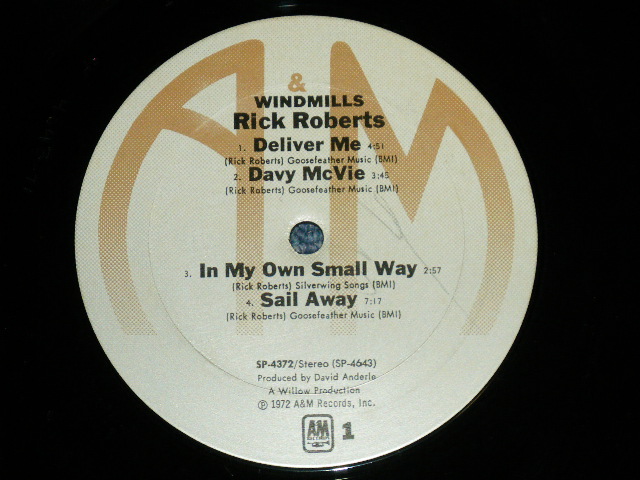 A&M
WINDMILLS
Rick Roberts
1. Deliver Me 4:51
(Rick Roberts) Goosefeather Music (BMI)
2. Davy McVie 3:45
(Rick Roberts) Goosefeather Music (BMI)
3. In My Own Small Way 2:57
(Rick Roberts) Silverwing Songs (BMI)
4. Sail Away 7:17
(Rick Roberts) Goosefeather Music (BMI)
SP-4372/Stereo (SP-4643)
Produced by David Anderle
A Willow Production
℗ 1972 A&M Records, Inc.
AM
RECORDS
1